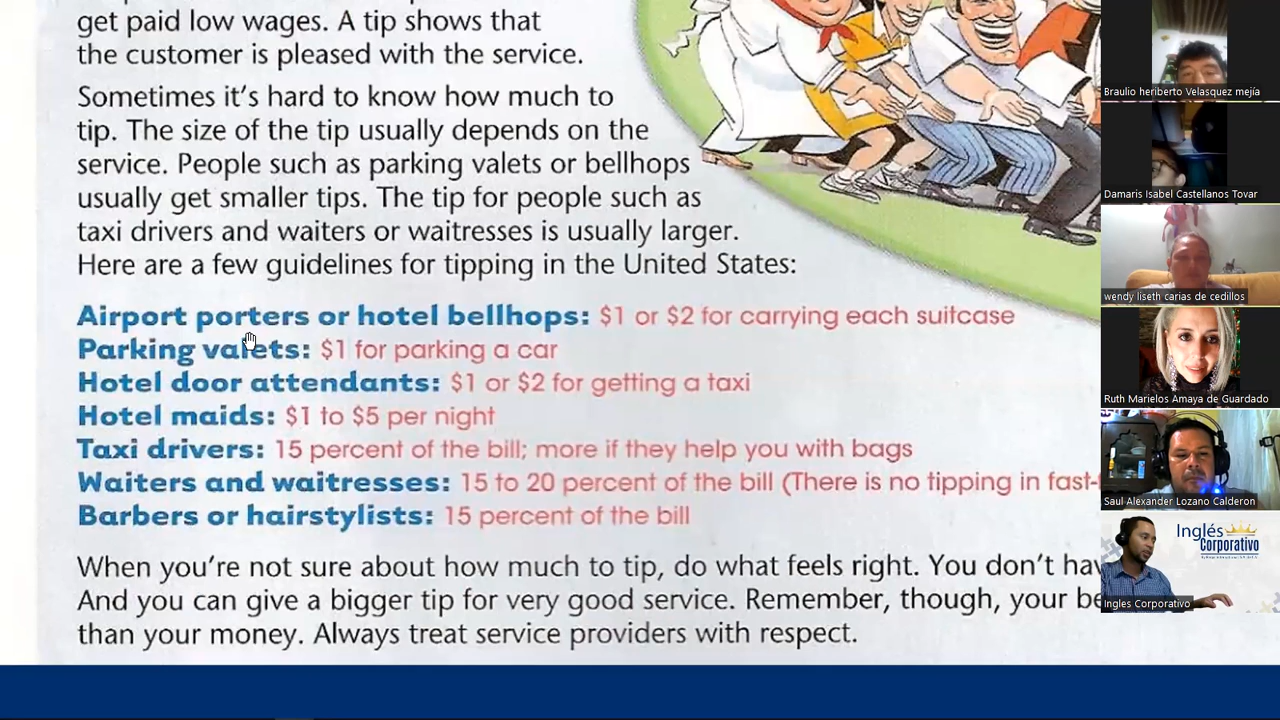 get paid low wages. A tip shows that
the customer is pleased with the service.
Sometimes it's hard to know how much to
tip. The size of the tip usually depends on the
service. People such as parking valets or bellhops
usually get smaller tips. The tip for people such as
taxi drivers and waiters or waitresses is usually larger.
Here are a few guidelines for tipping in the United States:
Airport porters or hotel bellhops: $1 or $2 for carrying each suitcase
Parking valets: $1 for parking a car
Hotel door attendants: $1 or $2 for getting a taxi
Hotel maids: $1 to $5 per night
Taxi drivers: 15 percent of the bill; more if they help you with bags
Waiters and waitresses: 15 to 20 percent of the bill (There is no tipping in fast-
Barbers or hairstylists: 15 percent of the bill
When you're not sure about how much to tip, do what feels right. You don't
And you can give a bigger tip for very good service. Remember, though, your
than your money. Always treat service providers with respect.
Braulio heriberto Velasquez mejía
Damaris Isabel Castellanos Tovar
wendy liseth carias de cedillos
Ruth Marielos Amaya de Guardado
Saul Alexander Lozano Calderon
Inglés
Corporativo
Ingles Corporativo